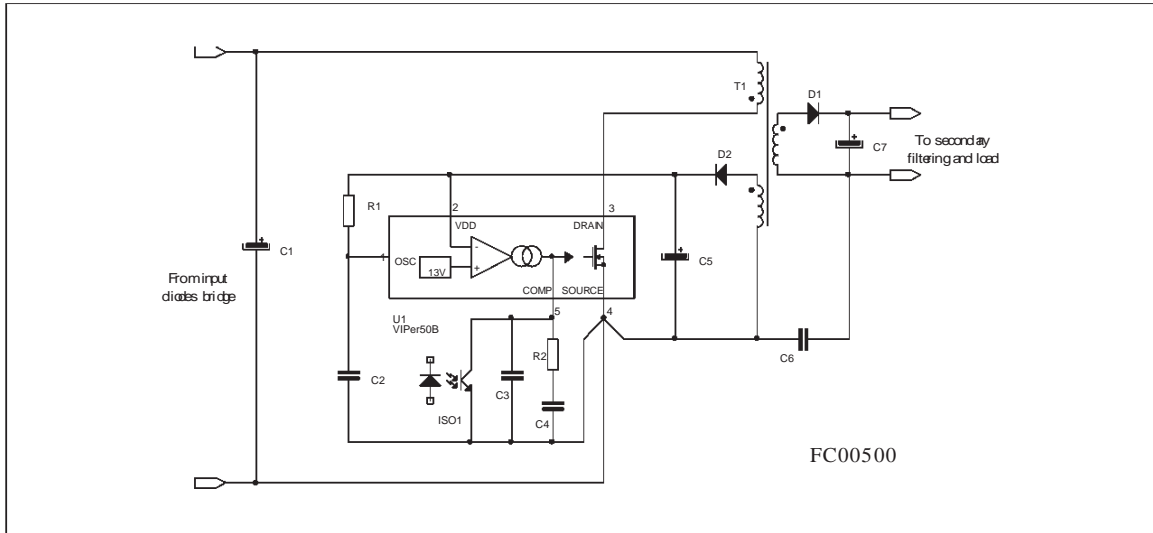 T1
D1
D2
C7
To seconday
filtering and load
R1
2
3
VDD
DRAIN
1
OSC
-
+
13V
C1
C5
From input
diodes bridge
COMP
SOURCE
U1
VIPer50B
5
4
R2
C6
C2
C3
ISO1
C4
FC00500